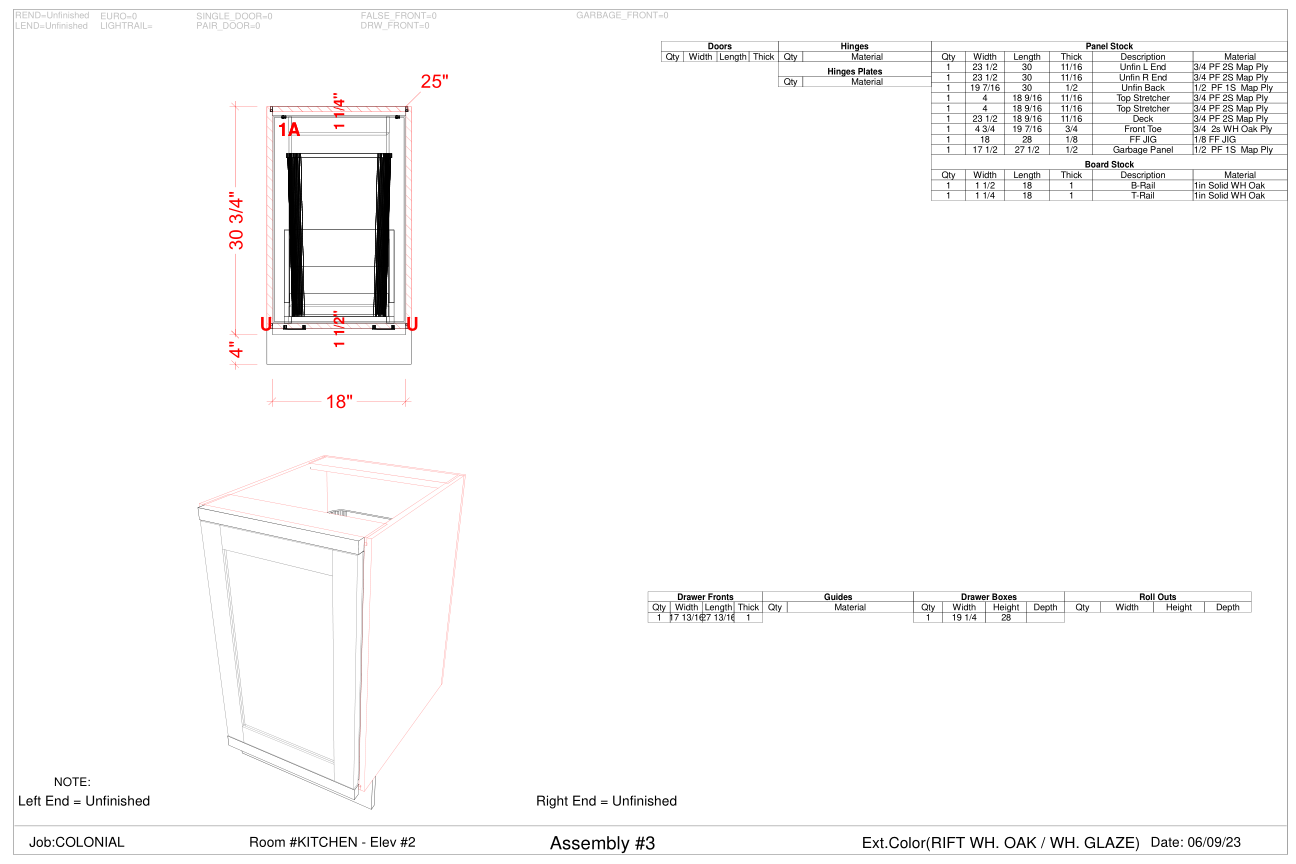 REND=Unfinished EURO=0 SINGLE_DOOR=0 FALSE_FRONT=0 GARBAGE_FRONT=0
LEND=Unfinished LIGHTRAIL= PAIR_DOOR=0 DRW_FRONT=0
Doors Hinges Panel Stock
Qty Width Length Thick Qty Material Qty Width Length Thick Description Material
1 23 1/2 30 11/16 Unfin L End 3/4 PF 2S Map Ply
Hinges Plates 1 23 1/2 30 11/16 Unfin R End 3/4 PF 2S Map Ply
Qty Material 1 19 7/16 30 1/2 Unfin Back 1/2 PF 1S Map Ply
1 4 18 9/16 11/16 Top Stretcher 3/4 PF 2S Map Ply
1 4 18 9/16 11/16 Top Stretcher 3/4 PF 2S Map Ply
1 23 1/2 18 9/16 11/16 Deck 3/4 PF 2S Map Ply
1 4 3/4 19 7/16 3/4 Front Toe 3/4 2s WH Oak Ply
1 18 28 1/8 FF JIG 1/8 FF JIG
1 17 1/2 27 1/2 1/2 Garbage Panel 1/2 PF 1S Map Ply
Board Stock
Qty Width Length Thick Description Material
1 1 1/2 18 1 B-Rail 1in Solid WH Oak
1 1 1/4 18 1 T-Rail 1in Solid WH Oak
25"
1 1/4"
1A
30 3/4"
U
1 1/2"
U
4"
18"
Drawer Fronts Guides Drawer Boxes Roll Outs
Qty Width Length Thick Qty Material Qty Width Height Depth Qty Width Height Depth
1 17 13/16 27 13/16 1 1 19 1/4 28
NOTE:
Left End = Unfinished Right End = Unfinished
Job:COLONIAL Room #KITCHEN - Elev #2 Assembly #3 Ext.Color(RIFT WH. OAK / WH. GLAZE) Date: 06/09/23